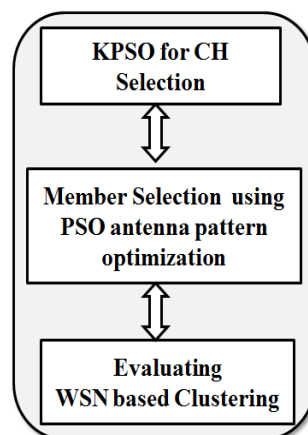 KPSO for CH
Selection
Member Selection using
PSO antenna pattern
optimization
Evaluating
WSN based Clustering